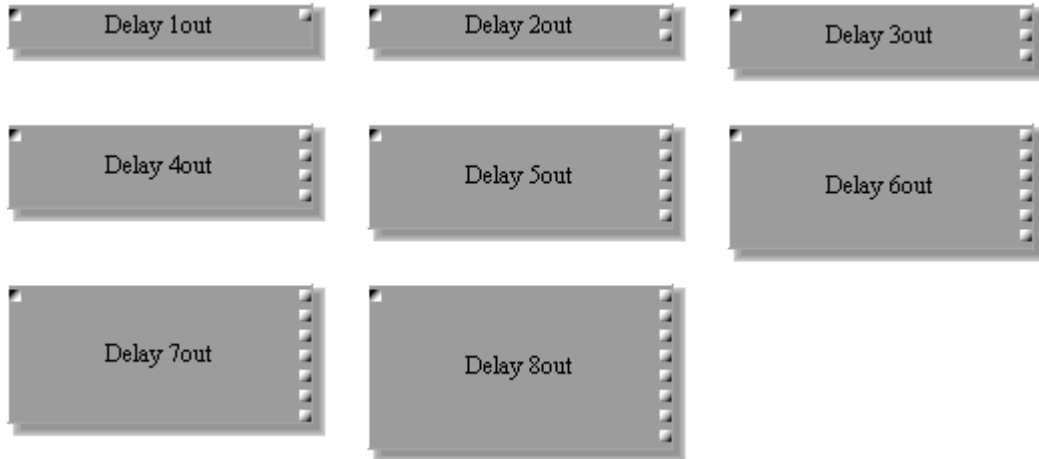 Delay 1out
Delay 2out
Delay 3out
Delay 4out
Delay 5out
Delay 6out
Delay 7out
Delay 8out